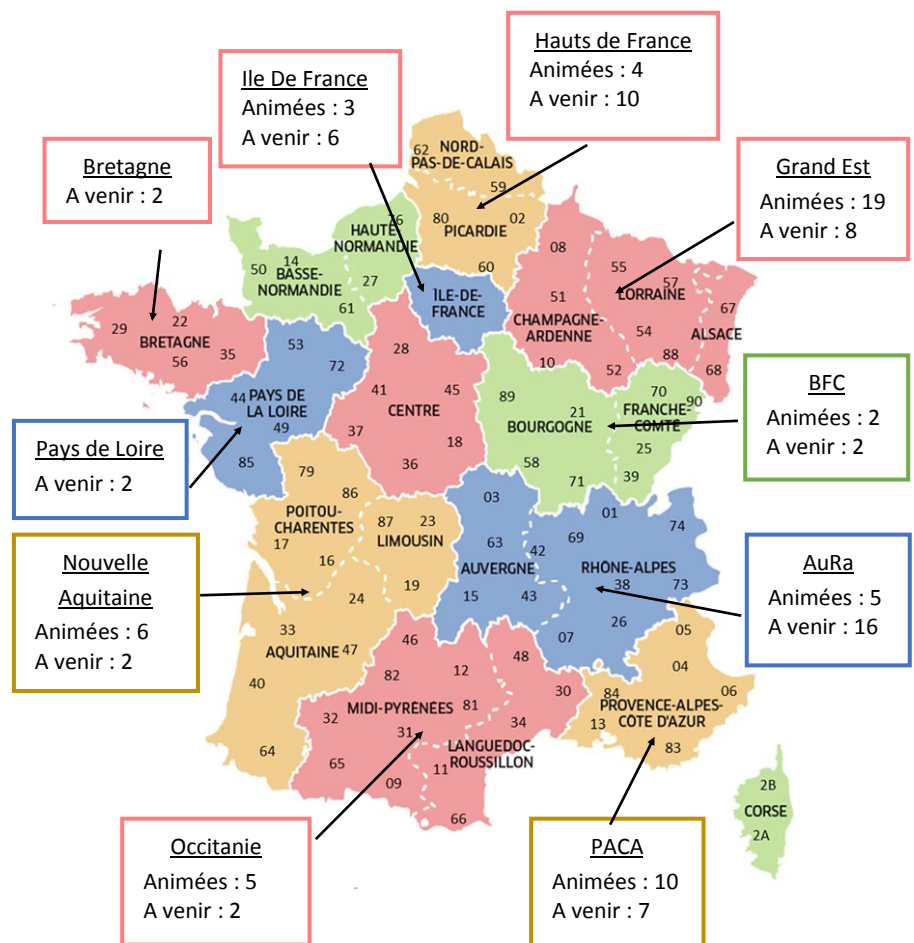 Hauts de France
Animées : 4
A venir : 10
Ile De France
Animées : 3
A venir : 6
Bretagne
A venir : 2
Grand Est
Animées : 19
A venir : 8
62
NORD-
PAS-DE-CALAIS
59
80
02
PICARDIE
60
76
HAUTE
NORMANDIE
27
14
50
BASSE-
NORMANDIE
61
ÎLE-DE-
FRANCE
08
51
CHAMPAGNE-
ARDENNE
10
52
55
57
LORRAINE
54
88
67
ALSACE
68
29
22
BRETAGNE
56
35
53
72
44
PAYS DE
LA LOIRE
49
85
28
41
45
CENTRE
37
18
36
89
21
BOURGOGNE
58
71
70
90
FRANCHE-
COMTÉ
25
39
BFC
Animées : 2
A venir : 2
Pays de Loire
A venir : 2
79
86
POITOU-
CHARENTES
17
16
87
23
LIMOUSIN
19
03
63
AUVERGNE
15
43
01
74
42
69
RHÔNE-ALPES
38
73
07
26
Nouvelle
Aquitaine
Animées : 6
A venir : 2
AuRa
Animées : 5
A venir : 16
24
33
47
AQUITAINE
40
64
46
82
12
MIDI-PYRÉNÉES
81
32
31
65
09
48
30
34
LANGUEDOC-
ROUSSILLON
11
66
05
04
06
84
PROVENCE-ALPES-
CÔTE D'AZUR
13
83
2B
CORSE
2A
Occitanie
Animées : 5
A venir : 2
PACA
Animées : 10
A venir : 7